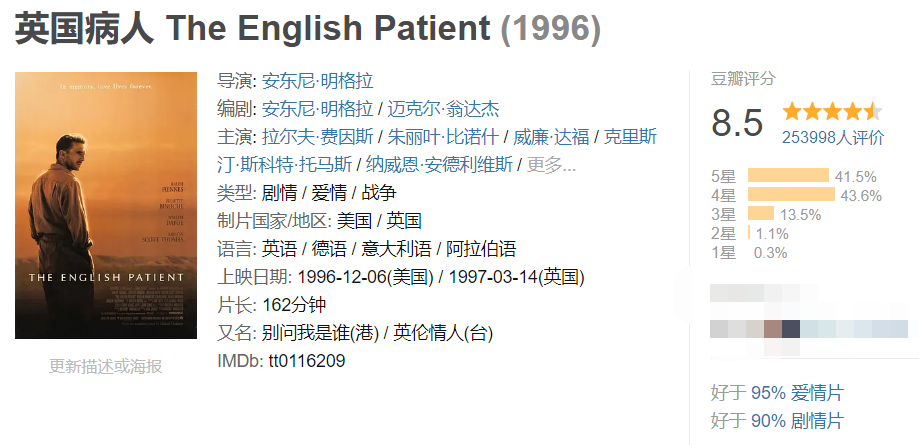 英国病人 The English Patient (1996)
In memory, love lives forever.
THE ENGLISH PATIENT
更新描述或海报
导演: 安东尼·明格拉
编剧: 安东尼·明格拉 / 迈克尔·翁达杰
主演: 拉尔夫·费因斯 / 朱丽叶·比诺什 / 威廉·达福 / 克里斯
汀·斯科特·托马斯 / 纳威恩·安德利维斯 / 更多...
类型: 剧情 / 爱情 / 战争
制片国家/地区: 美国 / 英国
语言: 英语 / 德语 / 意大利语 / 阿拉伯语
上映日期: 1996-12-06(美国) / 1997-03-14(英国)
片长: 162分钟
又名: 别问我是谁(港) / 英伦情人(台)
IMDb: tt0116209
豆瓣评分
8.5
253998人评价
5星 41.5%
4星 43.6%
3星 13.5%
2星 1.1%
1星 0.3%
好于 95% 爱情片
好于 90% 剧情片